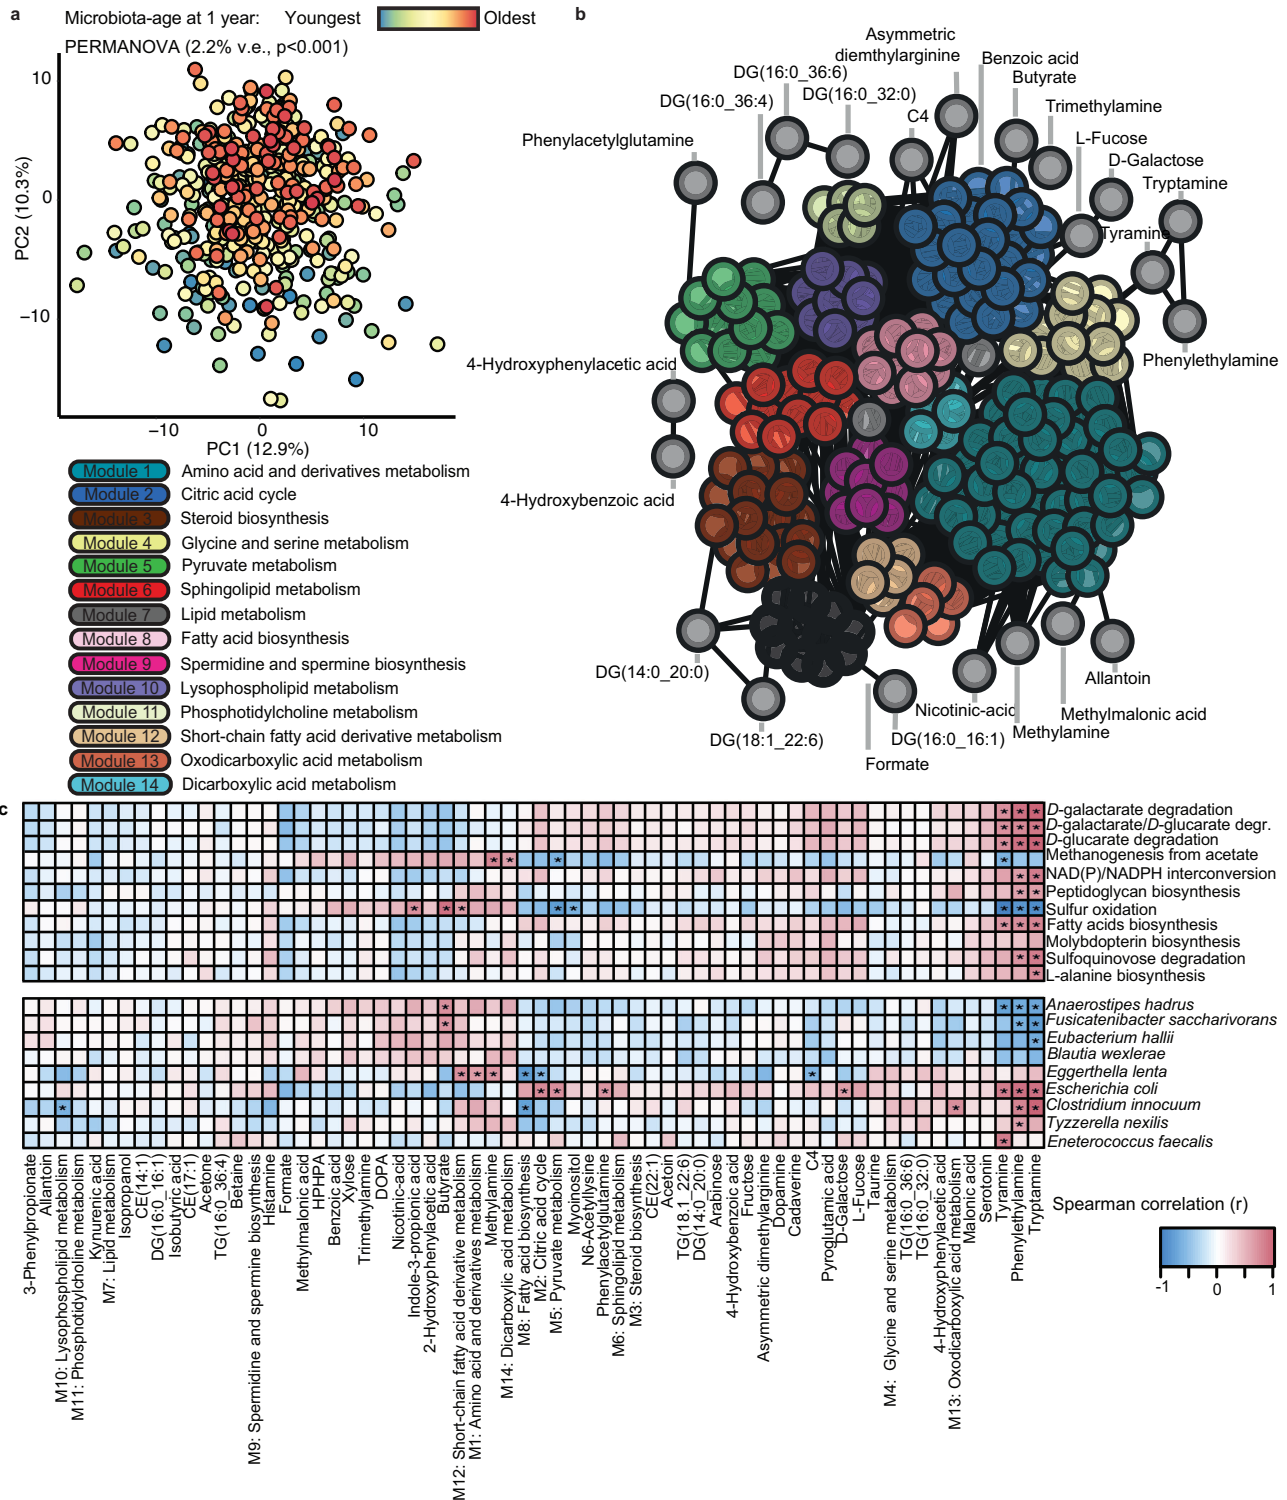 a
Microbiota-age at 1 year: Youngest Oldest
PERMANOVA (2.2% v.e., p<0.001)
10
0
−10
PC2 (10.3%)
−10 0 10
PC1 (12.9%)
Module 1 Amino acid and derivatives metabolism
Module 2 Citric acid cycle
Module 3 Steroid biosynthesis
Module 4 Glycine and serine metabolism
Module 5 Pyruvate metabolism
Module 6 Sphingolipid metabolism
Module 7 Lipid metabolism
Module 8 Fatty acid biosynthesis
Module 9 Spermidine and spermine biosynthesis
Module 10 Lysophospholipid metabolism
Module 11 Phosphotidylcholine metabolism
Module 12 Short-chain fatty acid derivative metabolism
Module 13 Oxodicarboxylic acid metabolism
Module 14 Dicarboxylic acid metabolism
b
Asymmetric
diemthylarginine
Benzoic acid
DG(16:0_36:6)
Butyrate
DG(16:0_36:4)
DG(16:0_32:0)
Trimethylamine
C4
L-Fucose
Phenylacetylglutamine
D-Galactose
Tryptamine
Tyramine
Phenylethylamine
4-Hydroxyphenylacetic acid
4-Hydroxybenzoic acid
DG(14:0_20:0)
Allantoin
Nicotinic-acid
Methylmalonic acid
DG(18:1_22:6)
DG(16:0_16:1)
Methylamine
Formate
c
D-galactarate degradation
D-galactarate/D-glucarate degr.
D-glucarate degradation
Methanogenesis from acetate
NAD(P)/NADPH interconversion
Peptidoglycan biosynthesis
Sulfur oxidation
Fatty acids biosynthesis
Molybdopterin biosynthesis
Sulfoquinovose degradation
L-alanine biosynthesis
Anaerostipes hadrus
Fusicatenibacter saccharivorans
Eubacterium hallii
Blautia wexlerae
Eggerthella lenta
Escherichia coli
Clostridium innocuum
Tyzzerella nexilis
Eneterococcus faecalis
3-Phenylpropionate
Allantoin
M10: Lysophospholipid metabolism
M11: Phosphotidylcholine metabolism
Kynurenic acid
M7: Lipid metabolism
Isopropanol
CE(14:1)
DG(16:0_16:1)
Isobutyric acid
CE(17:1)
Acetone
TG(16:0_36:4)
Betaine
M9: Spermidine and spermine biosynthesis
Histamine
Formate
Methylmalonic acid
HPHPA
Benzoic acid
Xylose
Trimethylamine
DOPA
Nicotinic-acid
Indole-3-propionic acid
2-Hydroxyphenylacetic acid
Butyrate
M12: Short-chain fatty acid derivative metabolism
M1: Amino acid and derivatives metabolism
Methylamine
M14: Dicarboxylic acid metabolism
M8: Fatty acid biosynthesis
M2: Citric acid cycle
M5: Pyruvate metabolism
Myoinositol
N6-Acetyllysine
Phenylacetylglutamine
M6: Sphingolipid metabolism
M3: Steroid biosynthesis
CE(22:1)
Acetoin
TG(18:1_22:6)
DG(14:0_20:0)
Arabinose
4-Hydroxybenzoic acid
Fructose
Asymmetric dimethylarginine
Dopamine
Cadaverine
C4
Pyroglutamic acid
D-Galactose
L-Fucose
Taurine
M4: Glycine and serine metabolism
TG(16:0_36:6)
TG(16:0_32:0)
4-Hydroxyphenylacetic acid
M13: Oxodicarboxylic acid metabolism
Malonic acid
Serotonin
Tyramine
Phenylethylamine
Tryptamine
Spearman correlation (r)
-1 0 1